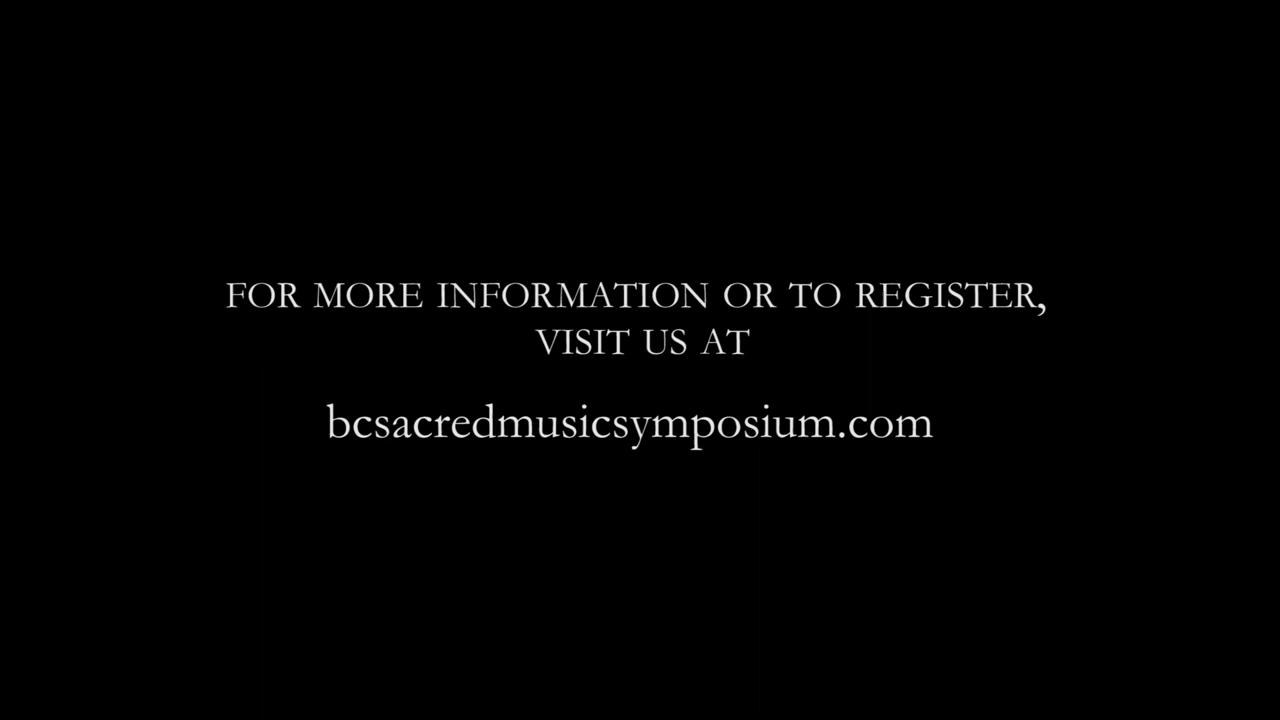 FOR MORE INFORMATION OR TO REGISTER,
VISIT US AT
bcsacredmusicsymposium.com